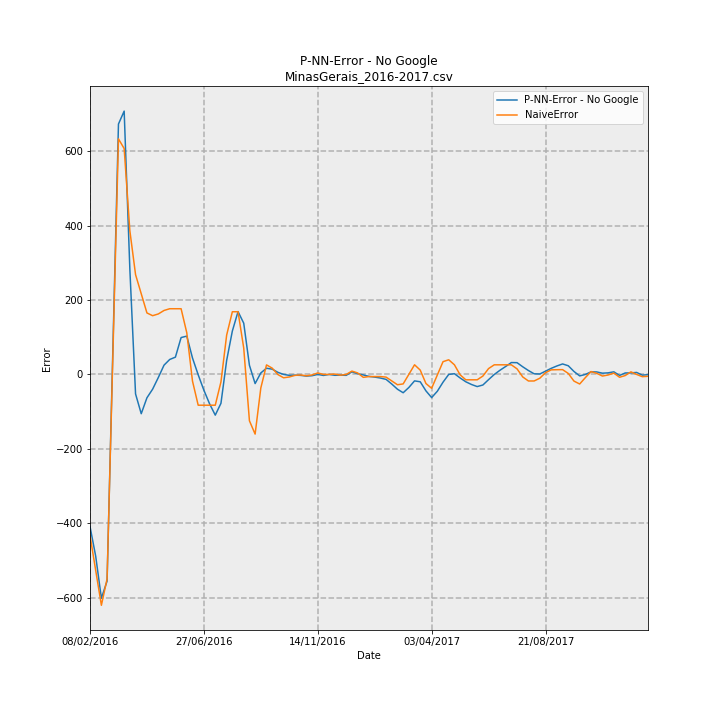 P-NN-Error - No Google
MinasGerais_2016-2017.csv
P-NN-Error - No Google
NaiveError
600
400
200
0
−200
−400
−600
Error
08/02/2016
27/06/2016
14/11/2016
03/04/2017
21/08/2017
Date